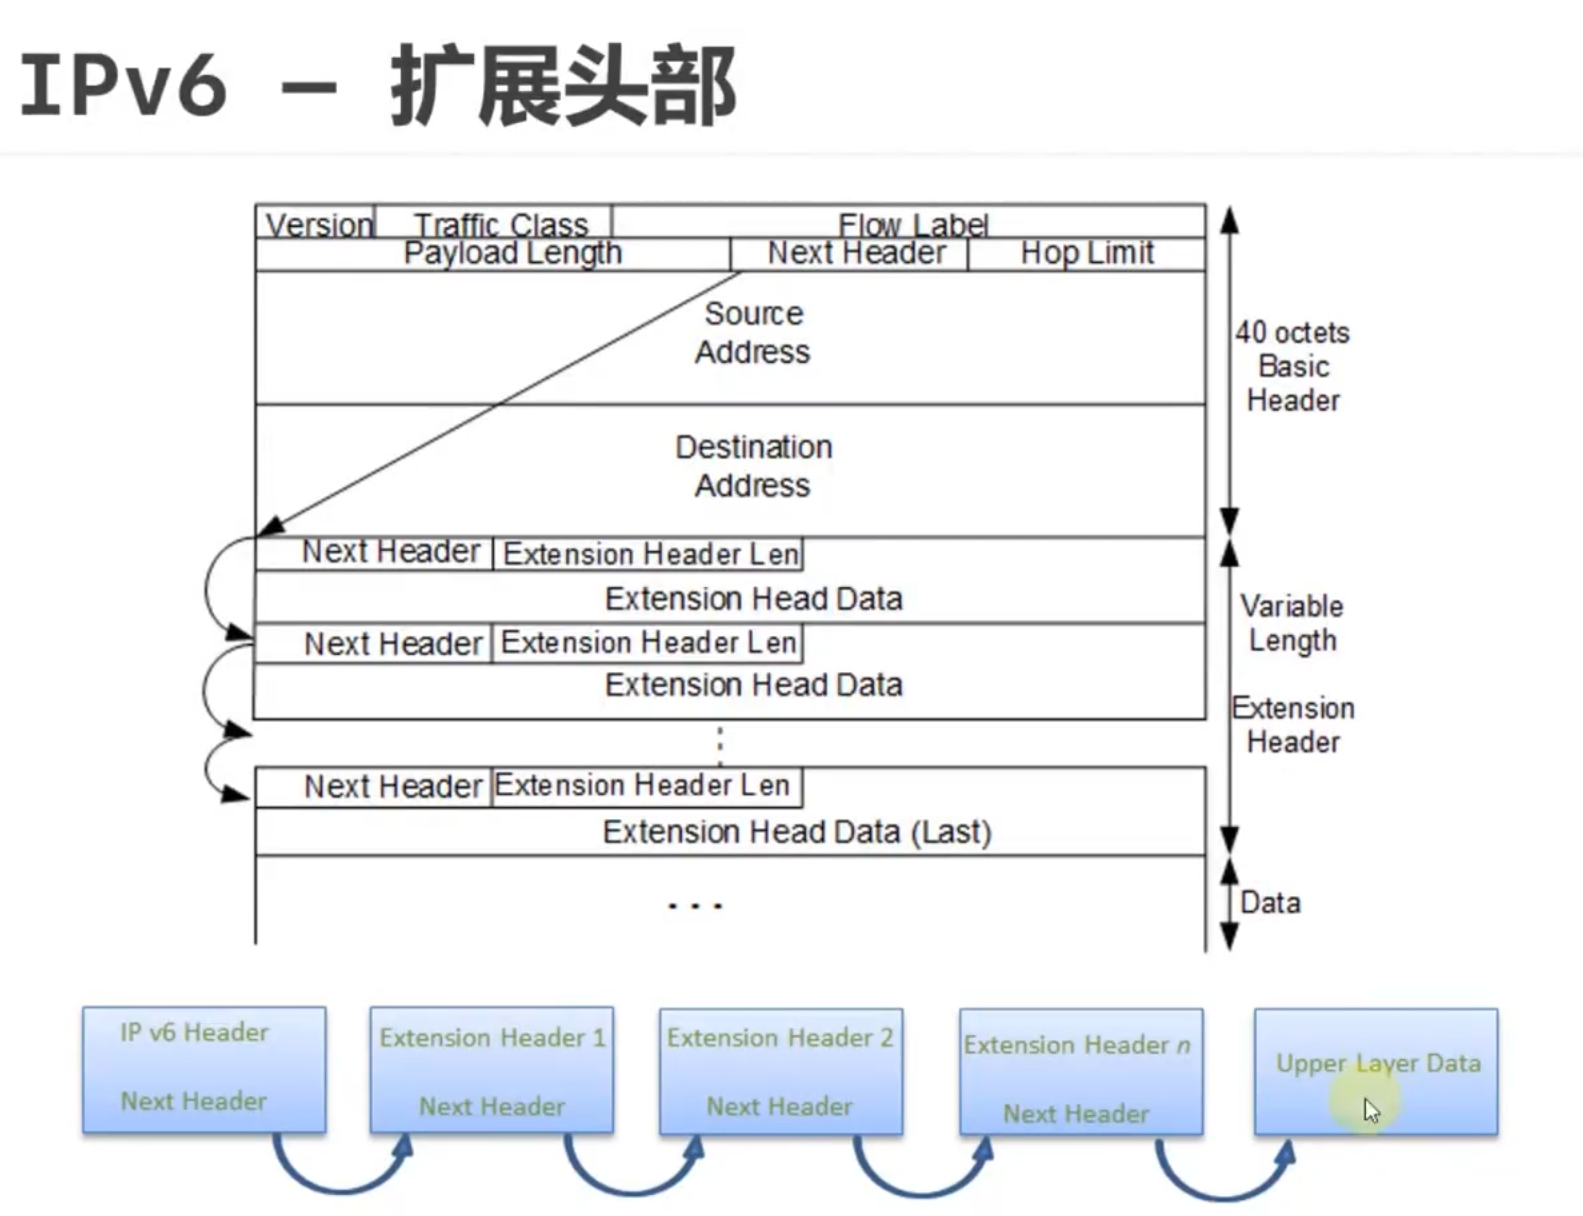 IPv6 – 扩展头部
Version Traffic Class Flow Label
Payload Length Next Header Hop Limit
Source
Address
40 octets
Basic
Header
Destination
Address
Next Header Extension Header Len
Extension Head Data
Next Header Extension Header Len
Extension Head Data
Variable
Length
Extension
Header
Next Header Extension Header Len
Extension Head Data (Last)
...
Data
IP v6 Header
Next Header
Extension Header 1
Next Header
Extension Header 2
Next Header
Extension Header n
Next Header
Upper Layer Data